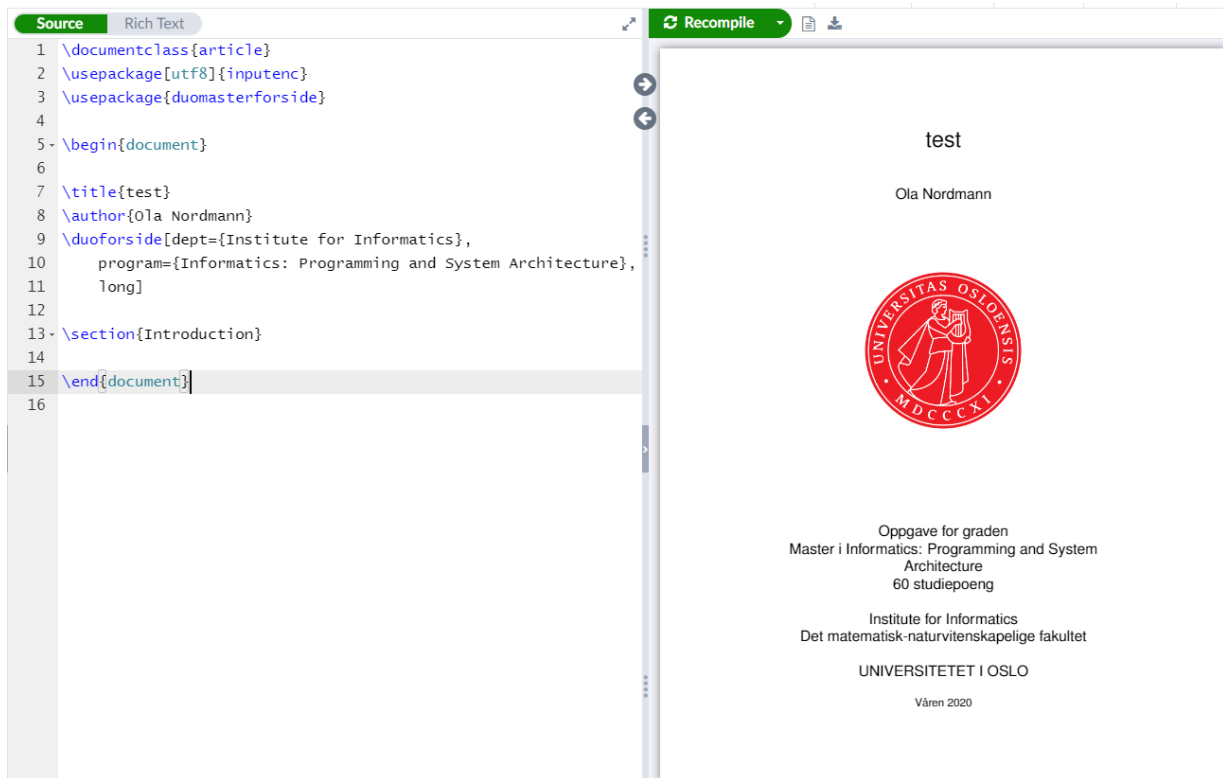 Source Rich Text
Recompile
1 \documentclass{article}
2 \usepackage[utf8]{inputenc}
3 \usepackage{duomasterforside}
4
5 \begin{document}
6
7 \title{test}
8 \author{Ola Nordmann}
9 \duoforside[dept={Institute for Informatics},
10 program={Informatics: Programming and System Architecture},
11 long]
12
13 \section{Introduction}
14
15 \end{document}
16
test
Ola Nordmann
UNIVERSITAS OSLOENSIS
MDCCCXI
Oppgave for graden
Master i Informatics: Programming and System
Architecture
60 studiepoeng
Institute for Informatics
Det matematisk-naturvitenskapelige fakultet
UNIVERSITETET I OSLO
Våren 2020